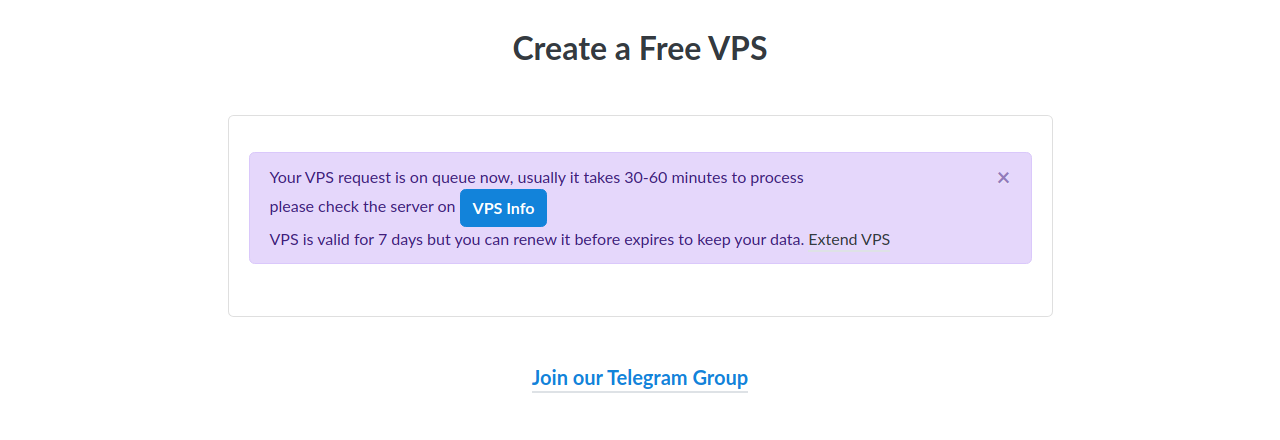 Create a Free VPS
Your VPS request is on queue now, usually it takes 30-60 minutes to process
×
please check the server on VPS Info
VPS is valid for 7 days but you can renew it before expires to keep your data. Extend VPS
Join our Telegram Group